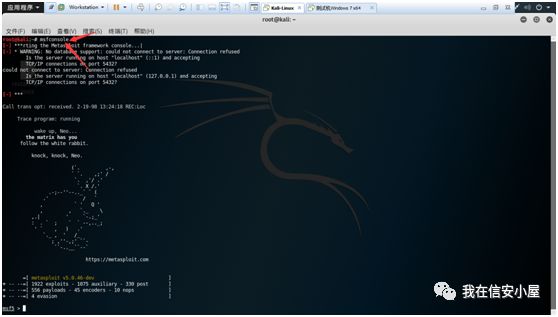 应用程序
Workstation
Kali-Linux
测试机Windows 7 x64
root@kali: ~
文件(F) 编辑(E) 查看(V) 搜索(S) 终端(T) 帮助(H)
root@kali:~# msfconsole
[-] ***rting the Metasploit framework console...|
[-] * WARNING: No database support: could not connect to server: Connection refused
Is the server running on host "localhost" (::1) and accepting
TCP/IP connections on port 5432?
could not connect to server: Connection refused
Is the server running on host "localhost" (127.0.0.1) and accepting
TCP/IP connections on port 5432?
[-] ***
Call trans opt: received. 2-19-98 13:24:18 REC:Loc
Trace program: running
wake up, Neo...
the matrix has you
follow the white rabbit.
knock, knock, Neo.
https://metasploit.com
=[ metasploit v5.0.46-dev ]
+ -- --=[ 1922 exploits - 1075 auxiliary - 330 post ]
+ -- --=[ 556 payloads - 45 encoders - 10 nops ]
+ -- --=[ 4 evasion ]
msf5 >
我在信安小屋